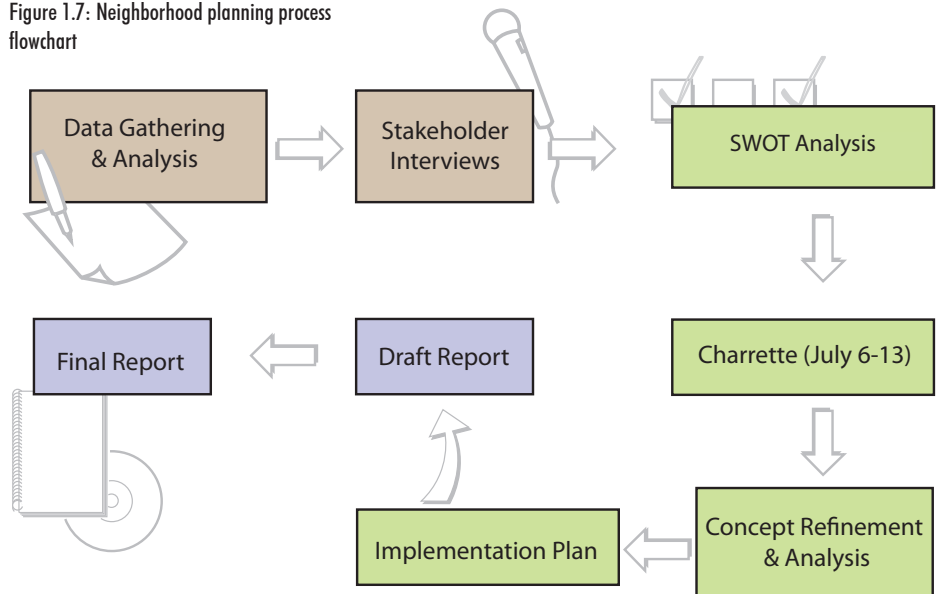 Figure 1.7: Neighborhood planning process
flowchart
Data Gathering
& Analysis
Stakeholder
Interviews
SWOT Analysis
Charrette (July 6-13)
Concept Refinement
& Analysis
Implementation Plan
Draft Report
Final Report